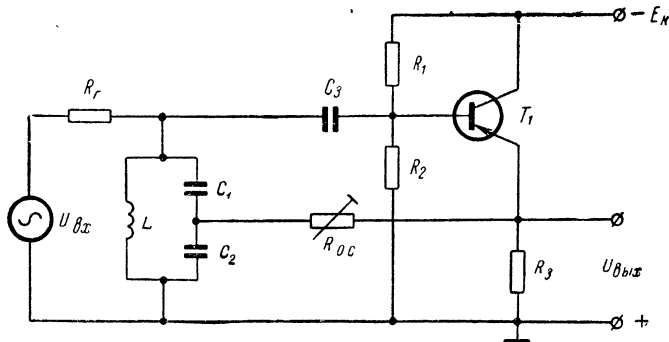 − Eк
R₁
C₃
Rг
T₁
R₂
C₁
L
Uвх
C₂
Rос
R₃
Uвых
+